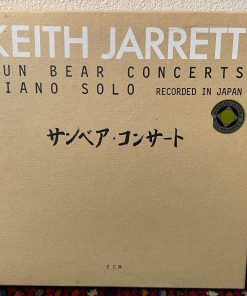 KEITH JARRETT
UN BEAR CONCERTS
IANO SOLO RECORDED IN JAPAN
サンベア・コンサート
ECM